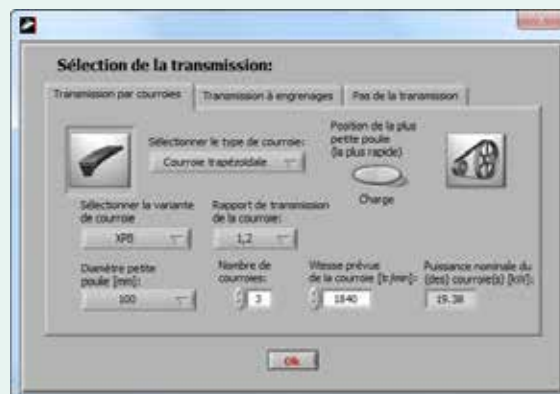 Sélection de la transmission:
Transmission par courroies
Transmission à engrenages
Pas de la transmission
Sélectionner le type de courroie:
Courroie trapézoïdale
Position de la plus
petite poulie
(la plus rapide)
Charge
Sélectionner la variante
de courroie
XPB
Rapport de transmission
de la courroie:
1,2
Diamètre petite
poulie [mm]:
100
Nombre de
courroies:
3
Vitesse prévue
de la courroie [tr/min]:
1840
Puissance nominale du
(des) courroie(s) [kW]:
19.38
Ok